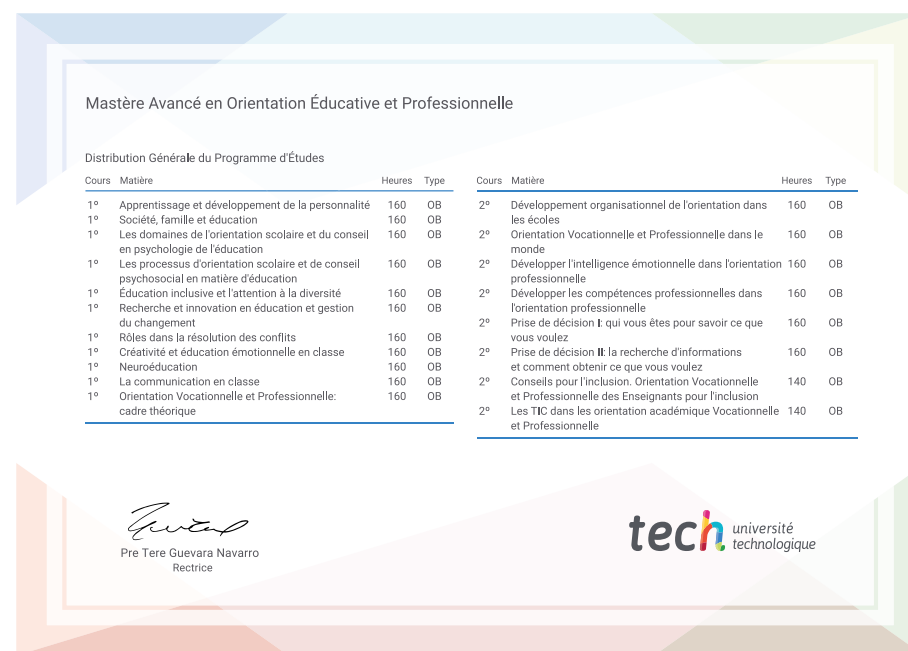 Mastère Avancé en Orientation Éducative et Professionnelle
Distribution Générale du Programme d'Études
Cours Matière Heures Type
1º Apprentissage et développement de la personnalité 160 OB
1º Société, famille et éducation 160 OB
1º Les domaines de l'orientation scolaire et du conseil 160 OB
en psychologie de l'éducation
1º Les processus d'orientation scolaire et de conseil 160 OB
psychosocial en matière d'éducation
1º Éducation inclusive et l'attention à la diversité 160 OB
1º Recherche et innovation en éducation et gestion 160 OB
du changement
1º Rôles dans la résolution des conflits 160 OB
1º Créativité et éducation émotionnelle en classe 160 OB
1º Neuroéducation 160 OB
1º La communication en classe 160 OB
1º Orientation Vocationnelle et Professionnelle: 160 OB
cadre théorique
Cours Matière Heures Type
2º Développement organisationnel de l'orientation dans 160 OB
les écoles
2º Orientation Vocationnelle et Professionnelle dans le 160 OB
monde
2º Développer l'intelligence émotionnelle dans l'orientation 160 OB
professionnelle
2º Développer les compétences professionnelles dans 160 OB
l'orientation professionnelle
2º Prise de décision I: qui vous êtes pour savoir ce que 160 OB
vous voulez
2º Prise de décision II: la recherche d'informations 160 OB
et comment obtenir ce que vous voulez
2º Conseils pour l'inclusion. Orientation Vocationnelle 140 OB
et Professionnelle des Enseignants pour l'inclusion
2º Les TIC dans les orientation académique Vocationnelle 140 OB
et Professionnelle
Pre Tere Guevara Navarro
Rectrice
tech université
technologique